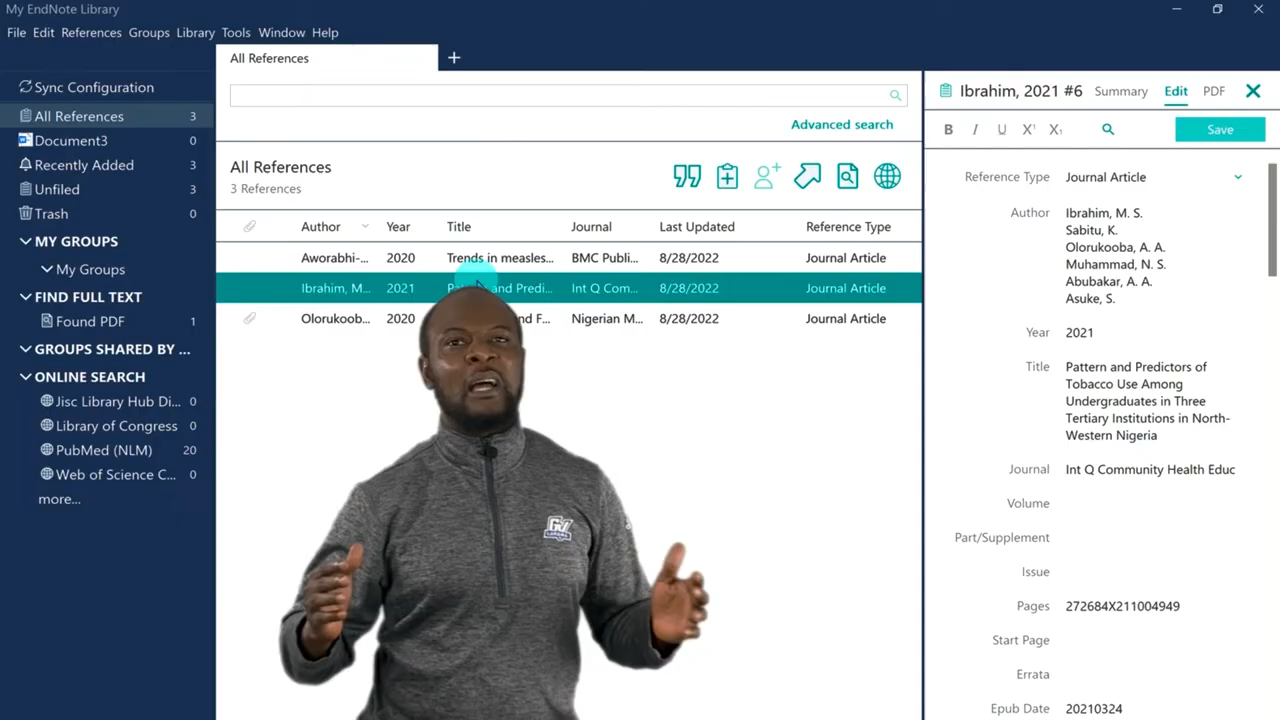 My EndNote Library
File Edit References Groups Library Tools Window Help
Sync Configuration
All References 3
Document3 0
Recently Added 3
Unfiled 3
Trash 0
MY GROUPS
My Groups
FIND FULL TEXT
Found PDF 1
GROUPS SHARED BY ...
ONLINE SEARCH
Jisc Library Hub Di... 0
Library of Congress 0
PubMed (NLM) 20
Web of Science C... 0
more...
All References
Advanced search
All References
3 References
Author Year Title Journal Last Updated Reference Type
Aworabhi-... 2020 Trends in measles... BMC Publi... 8/28/2022 Journal Article
Ibrahim, M... 2021 and Predi... Int Q Com... 8/28/2022 Journal Article
Olorukoob... 2020 F... Nigerian M... 8/28/2022 Journal Article
GV
Ibrahim, 2021 #6 Summary Edit PDF
B I U X¹ X₁ Save
Reference Type Journal Article
Author Ibrahim, M. S.
Sabitu, K.
Olorukooba, A. A.
Muhammad, N. S.
Abubakar, A. A.
Asuke, S.
Year 2021
Title Pattern and Predictors of
Tobacco Use Among
Undergraduates in Three
Tertiary Institutions in North-
Western Nigeria
Journal Int Q Community Health Educ
Volume
Part/Supplement
Issue
Pages 272684X211004949
Start Page
Errata
Epub Date 20210324